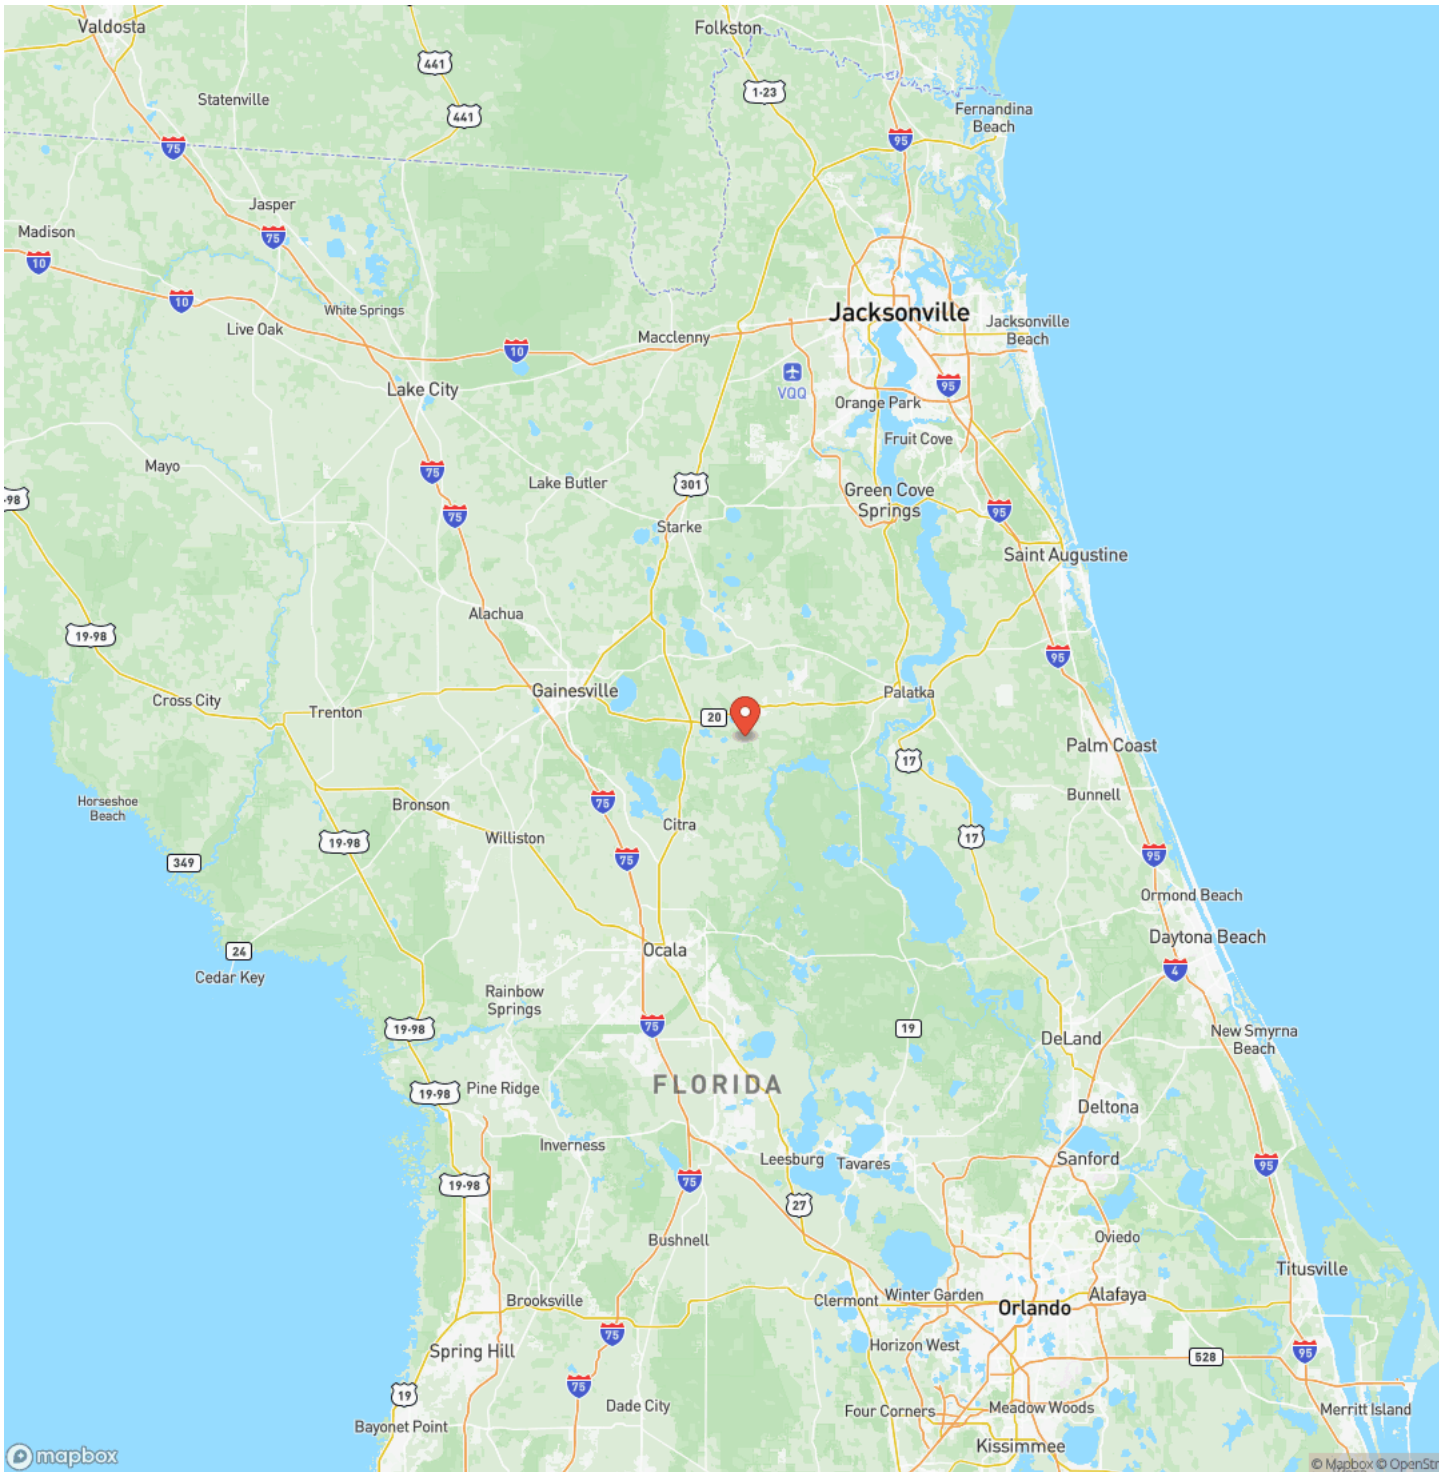 Valdosta
Folkston
441
1-23
Statenville
441
Fernandina
Beach
95
75
Jasper
Madison
75
10
10
White Springs
Live Oak
Jacksonville
Jacksonville
Beach
Macclenny
10
VQQ
95
Lake City
Orange Park
Fruit Cove
Mayo
75
Lake Butler
301
Green Cove
Springs
-98
75
95
Starke
Saint Augustine
Alachua
19-98
95
Gainesville
Palatka
Cross City
Trenton
20
Palm Coast
17
Horseshoe
Beach
Bronson
75
Bunnell
Citra
Williston
17
19-98
349
75
95
Ormond Beach
Daytona Beach
Ocala
24
Cedar Key
4
Rainbow
Springs
19-98
75
19
New Smyrna
Beach
DeLand
FLORIDA
19-98
Pine Ridge
Deltona
Inverness
Leesburg
Tavares
Sanford
95
75
19-98
27
Bushnell
Oviedo
Titusville
Brooksville
Clermont
Winter Garden
Alafaya
Orlando
75
Spring Hill
Horizon West
528
95
75
19
Dade City
Four Corners
Meadow Woods
Merritt Island
Bayonet Point
Kissimmee
mapbox
© Mapbox © OpenStr